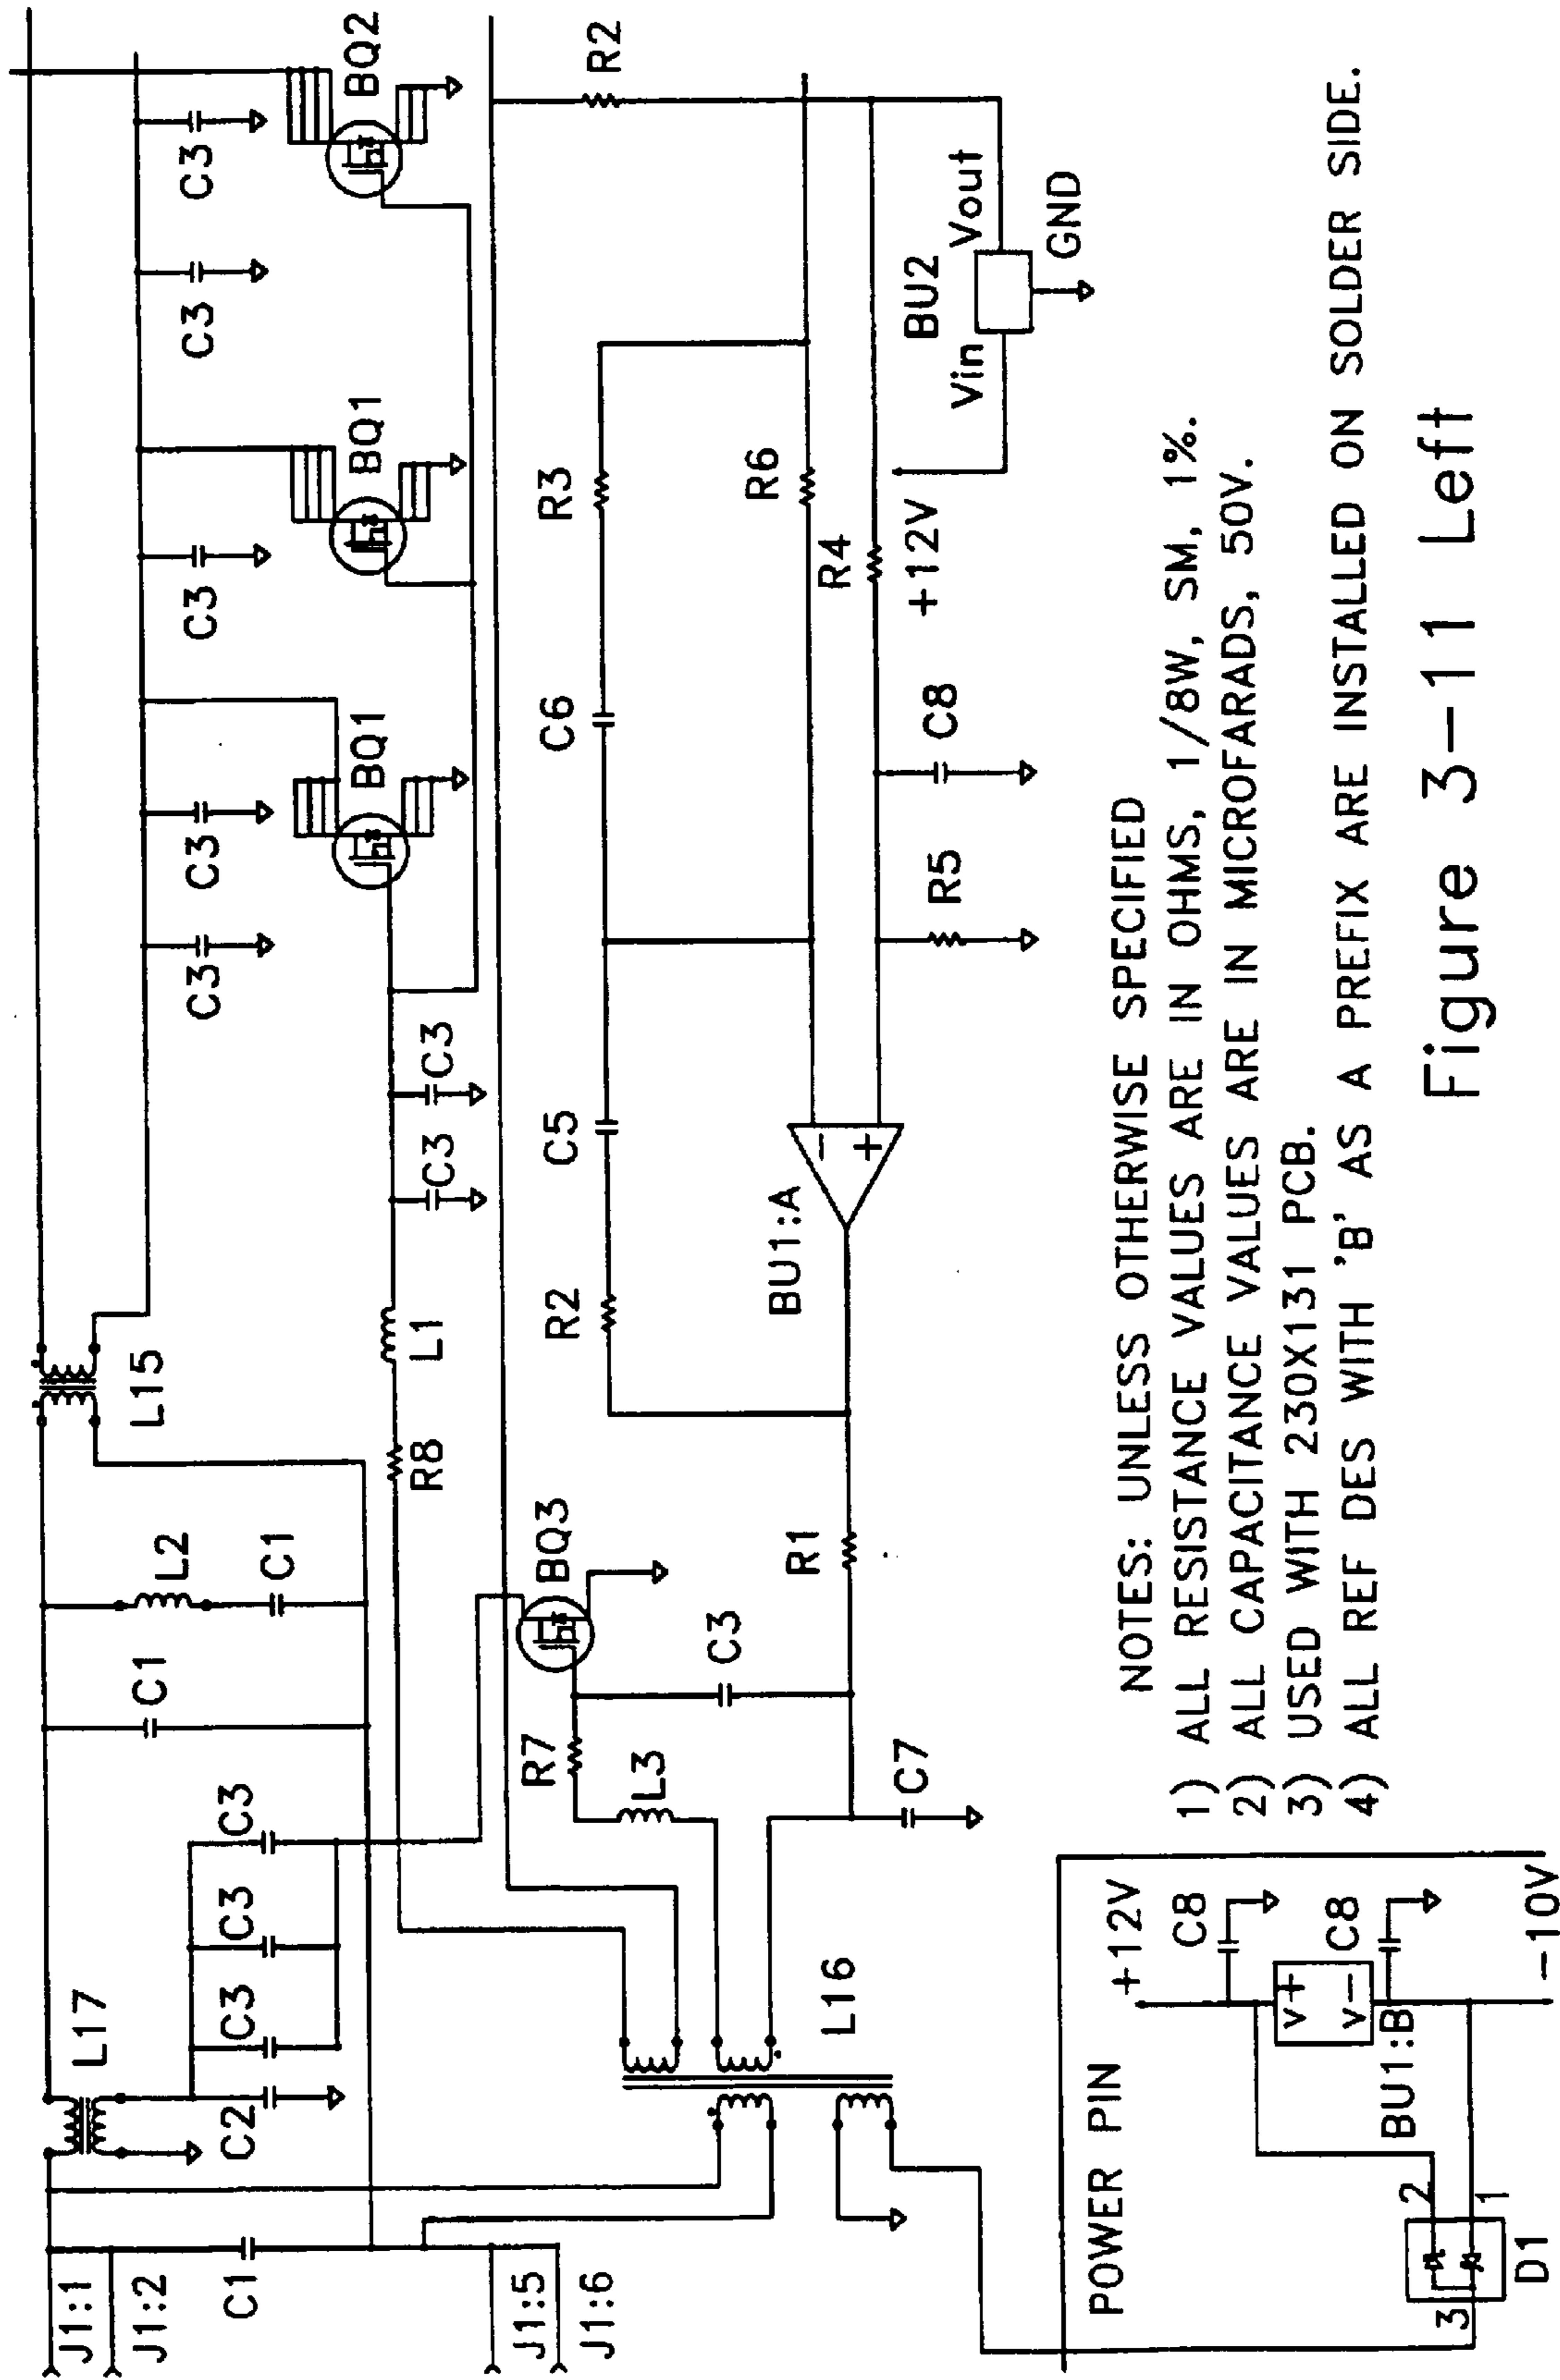 J1:1
J1:2
C1
J1:5
J1:6
L17
C2
C3
C3
C3
C1
L2
C1
L15
R8
L1
C3
C3
C3
C3
BQ1
C3
BQ1
C3
C3
BQ2
L16
R7
L3
BQ3
C3
C7
R1
R2
C5
C6
R3
BU1:A
-
+
R6
R4
R5
C8
+12V
R2
BU2
Vin
Vout
GND
POWER PIN
+12V
C8
V+
V-
C8
BU1:B
-10V
D1
3
2
1
NOTES: UNLESS OTHERWISE SPECIFIED
1) ALL RESISTANCE VALUES ARE IN OHMS, 1/8W, SM, 1%.
2) ALL CAPACITANCE VALUES ARE IN MICROFARADS, 50V.
3) USED WITH 230X131 PCB.
4) ALL REF DES WITH 'B' AS A PREFIX ARE INSTALLED ON SOLDER SIDE.
Figure 3-11 Left